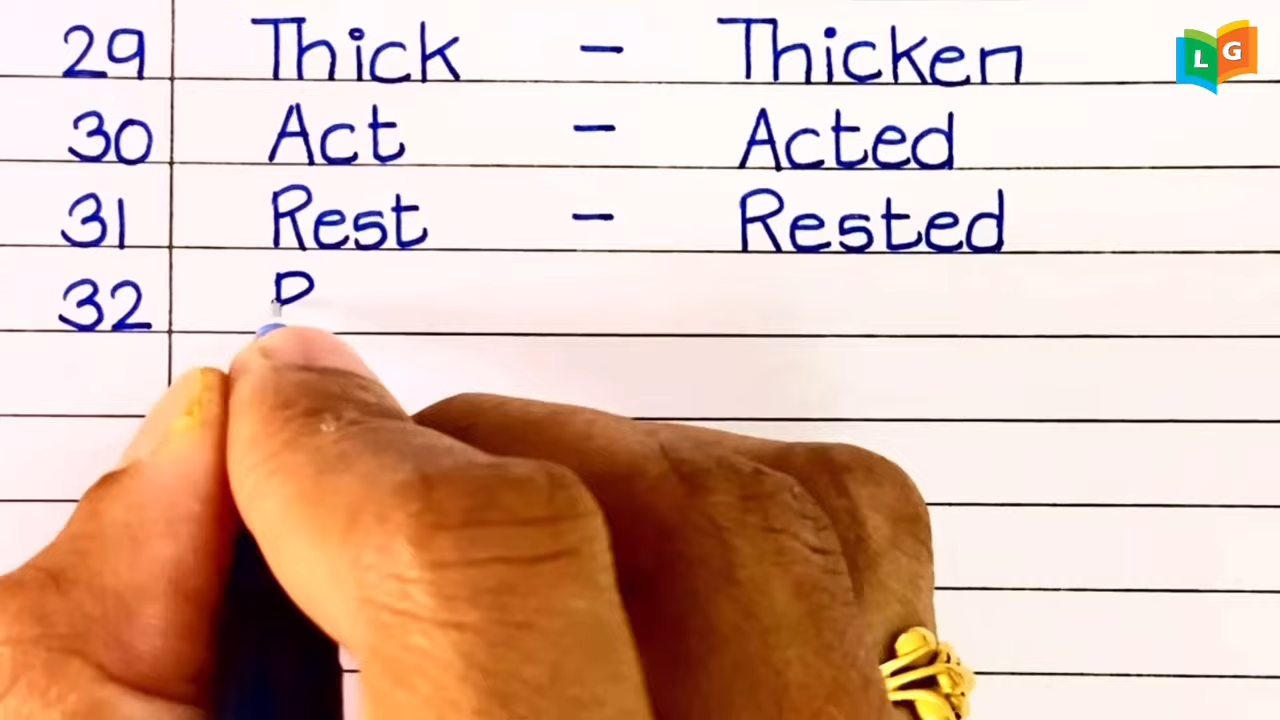 L G
29 Thick - Thicken
30 Act - Acted
31 Rest - Rested
32